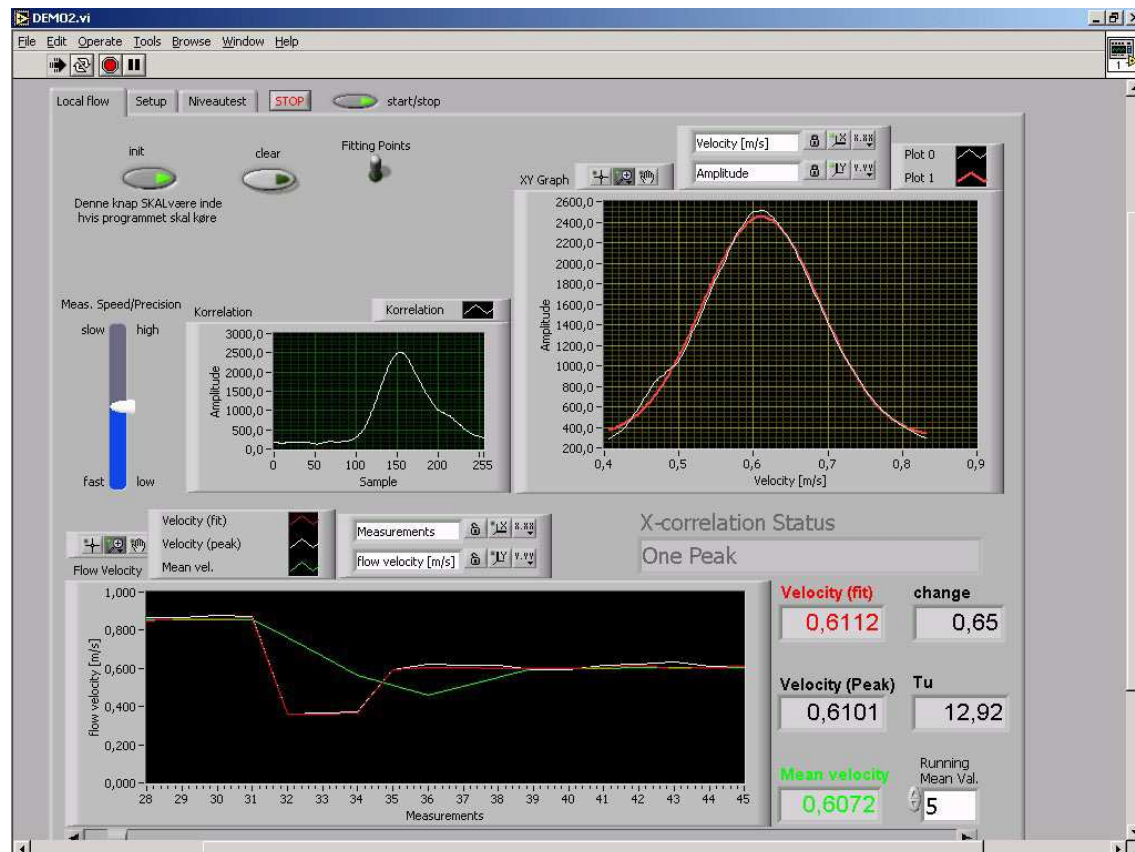 DEMO2.vi
File Edit Operate Tools Browse Window Help
1
Local flow Setup Niveautest STOP start/stop
init
clear
Fitting Points
Denne knap SKALvære inde
hvis programmet skal køre
Velocity [m/s]
Amplitude
X.XX
Y.YY
Plot 0
Plot 1
XY Graph
2600,0
2400,0
2200,0
2000,0
1800,0
1600,0
1400,0
1200,0
1000,0
800,0
600,0
400,0
200,0
Amplitude
0,4 0,5 0,6 0,7 0,8 0,9
Velocity [m/s]
Meas. Speed/Precision
slow high
fast low
Korrelation
Korrelation
3000,0
2500,0
2000,0
1500,0
1000,0
500,0
0,0
Amplitude
0 50 100 150 200 255
Sample
Velocity (fit)
Velocity (peak)
Mean vel.
Measurements
flow velocity [m/s]
X.XX
Y.YY
X-correlation Status
One Peak
Flow Velocity
1,000
0,800
0,600
0,400
0,200
0,000
flow velocity [m/s]
28 29 30 31 32 33 34 35 36 37 38 39 40 41 42 43 44 45
Measurements
Velocity (fit) change
0,6112 0,65
Velocity (Peak) Tu
0,6101 12,92
Mean velocity
Running
Mean Val.
0,6072 5